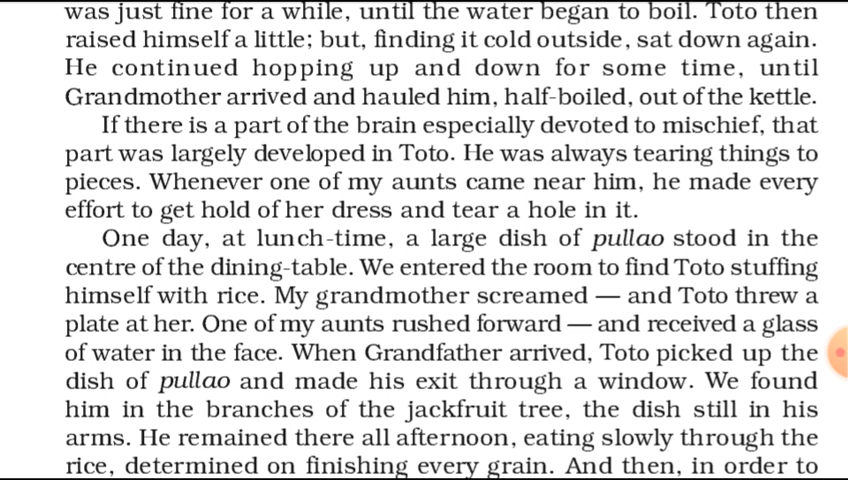 was just fine for a while, until the water began to boil. Toto then
raised himself a little; but, finding it cold outside, sat down again.
He continued hopping up and down for some time, until
Grandmother arrived and hauled him, half-boiled, out of the kettle.
If there is a part of the brain especially devoted to mischief, that
part was largely developed in Toto. He was always tearing things to
pieces. Whenever one of my aunts came near him, he made every
effort to get hold of her dress and tear a hole in it.
One day, at lunch-time, a large dish of pullao stood in the
centre of the dining-table. We entered the room to find Toto stuffing
himself with rice. My grandmother screamed — and Toto threw a
plate at her. One of my aunts rushed forward — and received a glass
of water in the face. When Grandfather arrived, Toto picked up the
dish of pullao and made his exit through a window. We found
him in the branches of the jackfruit tree, the dish still in his
arms. He remained there all afternoon, eating slowly through the
rice, determined on finishing every grain. And then, in order to